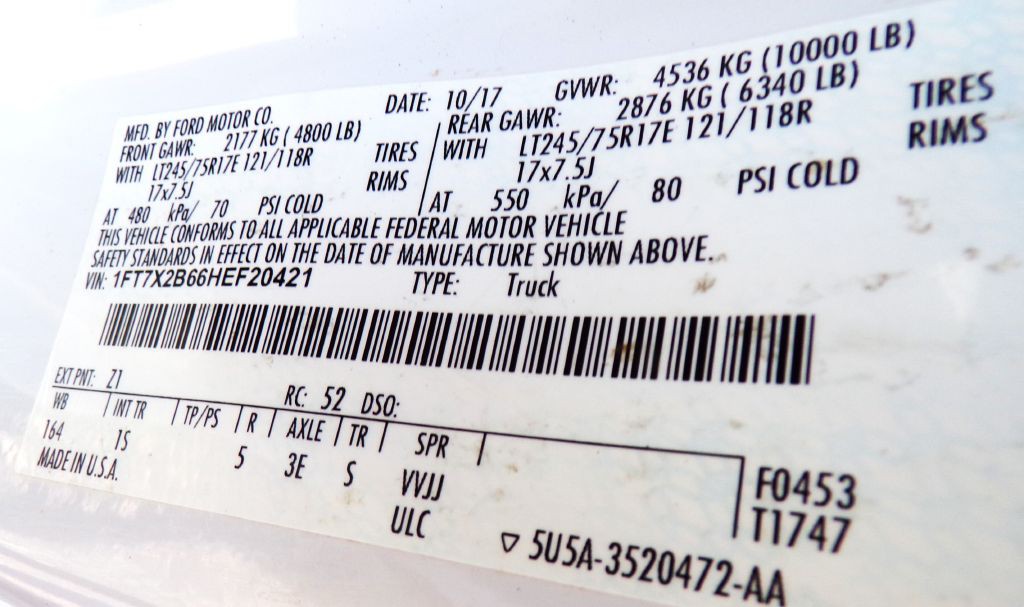 MFD. BY FORD MOTOR CO. DATE: 10/17 GVWR: 4536 KG (10000 LB)
FRONT GAWR: 2177 KG ( 4800 LB) REAR GAWR: 2876 KG ( 6340 LB)
WITH LT245/75R17E 121/118R TIRES WITH LT245/75R17E 121/118R TIRES
17x7.5J RIMS 17x7.5J RIMS
AT 480 kPa/ 70 PSI COLD AT 550 kPa/ 80 PSI COLD
THIS VEHICLE CONFORMS TO ALL APPLICABLE FEDERAL MOTOR VEHICLE
SAFETY STANDARDS IN EFFECT ON THE DATE OF MANUFACTURE SHOWN ABOVE.
VIN: 1FT7X2B66HEF20421 TYPE: Truck
EXT PNT: Z1 RC: 52 DSO:
WB INT TR TP/PS R AXLE TR SPR
164 1S 5 3E S VVJJ F0453
MADE IN U.S.A. ULC T1747
▽ 5U5A-3520472-AA